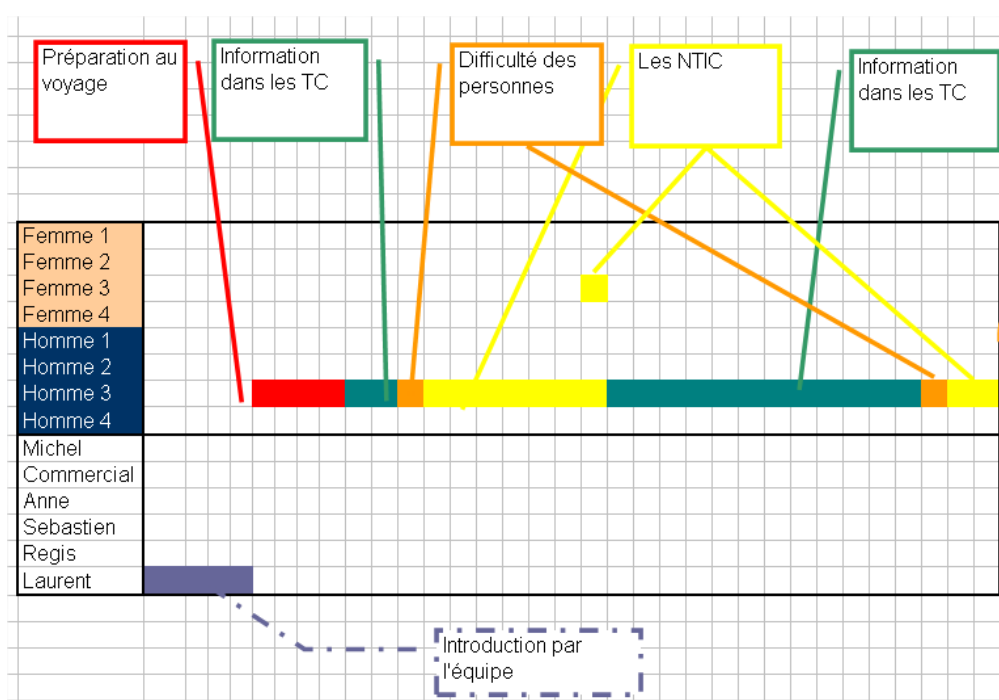 Préparation au
voyage
Information
dans les TC
Difficulté des
personnes
Les NTIC
Information
dans les TC
Femme 1
Femme 2
Femme 3
Femme 4
Homme 1
Homme 2
Homme 3
Homme 4
Michel
Commercial
Anne
Sebastien
Regis
Laurent
Introduction par
l'équipe